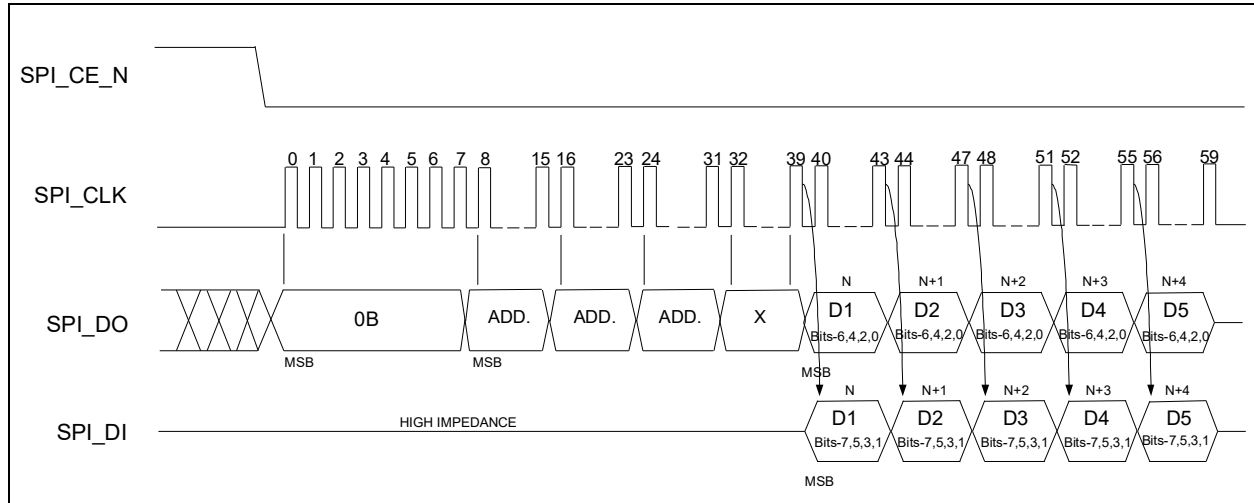 SPI_CE_N
SPI_CLK
0 1 2 3 4 5 6 7 8 15 16 23 24 31 32 39 40 43 44 47 48 51 52 55 56 59
SPI_DO
0B ADD. ADD. ADD. X
N N+1 N+2 N+3 N+4
D1 D2 D3 D4 D5
Bits-6,4,2,0 Bits-6,4,2,0 Bits-6,4,2,0 Bits-6,4,2,0 Bits-6,4,2,0
MSB MSB MSB
SPI_DI
HIGH IMPEDANCE
N N+1 N+2 N+3 N+4
D1 D2 D3 D4 D5
Bits-7,5,3,1 Bits-7,5,3,1 Bits-7,5,3,1 Bits-7,5,3,1 Bits-7,5,3,1
MSB